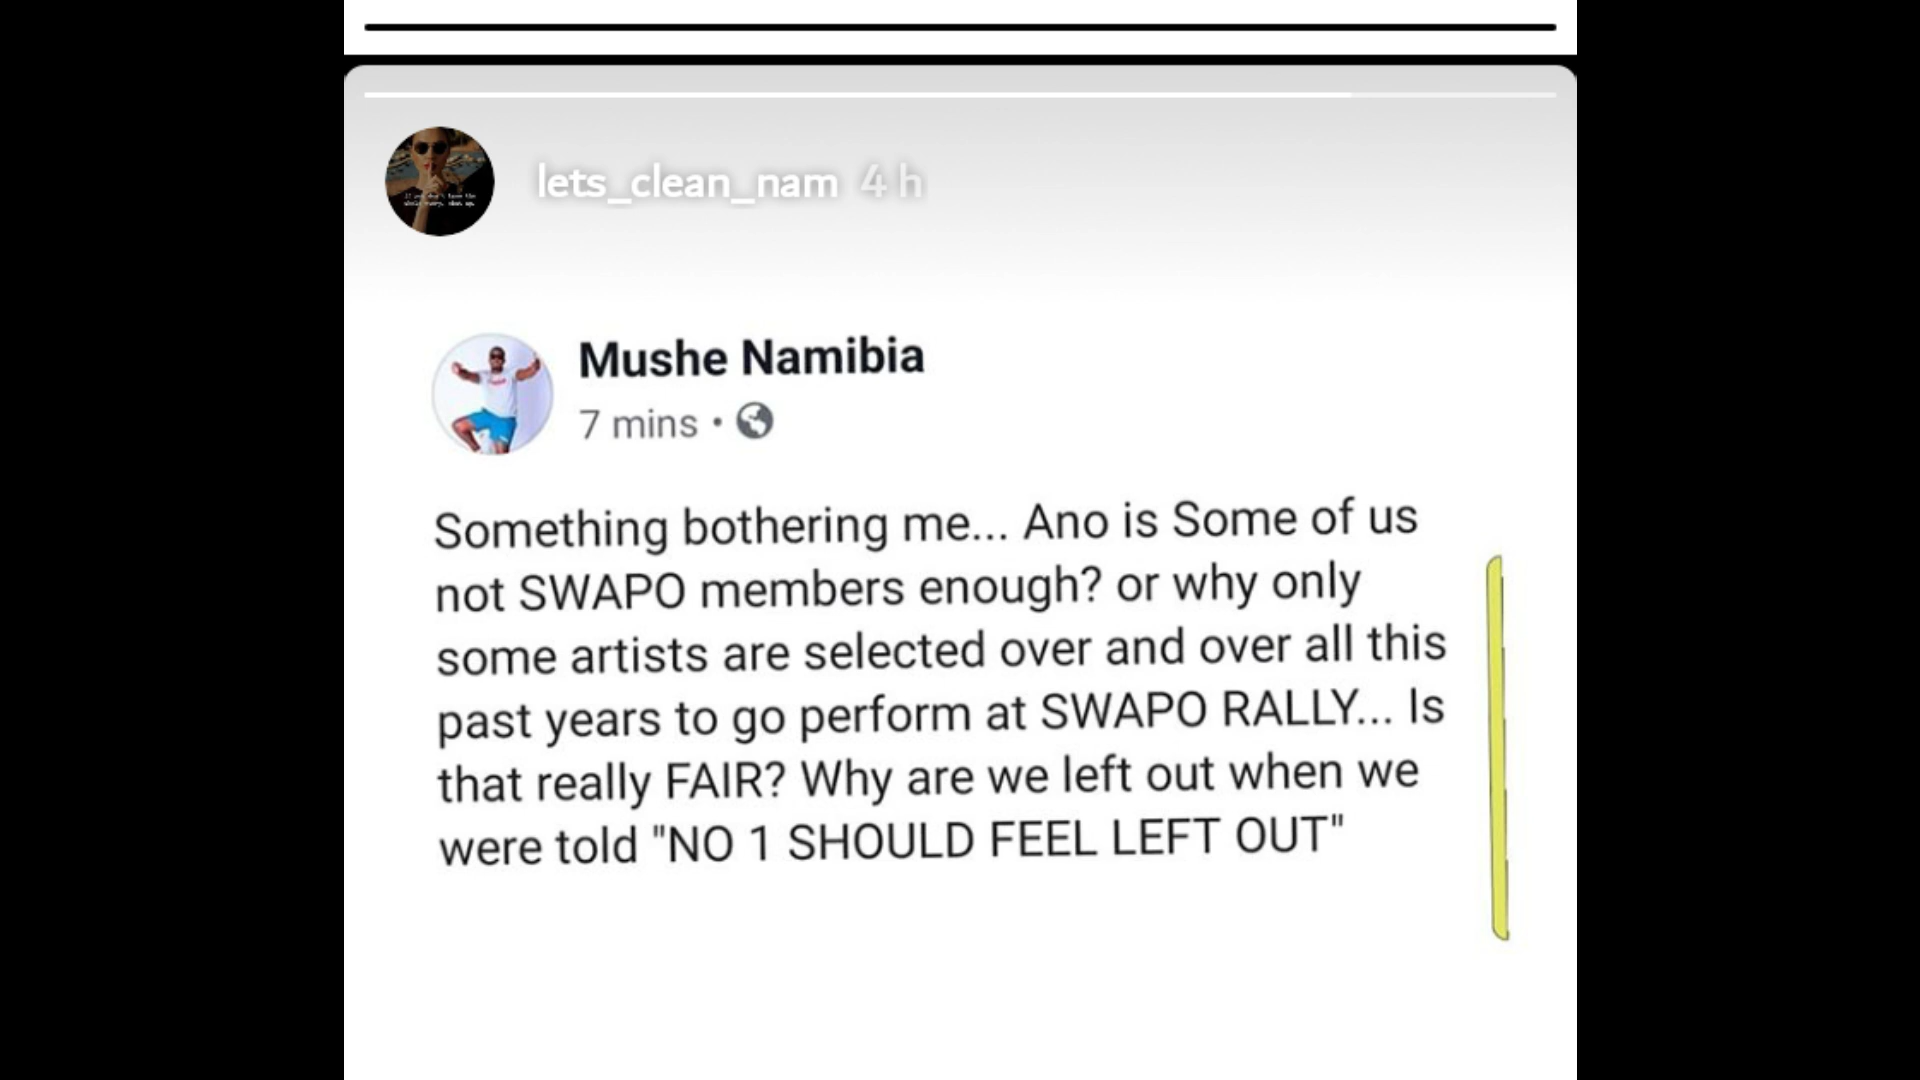 lets_clean_nam 4 h
Mushe Namibia
7 mins •
Something bothering me... Ano is Some of us
not SWAPO members enough? or why only
some artists are selected over and over all this
past years to go perform at SWAPO RALLY... Is
that really FAIR? Why are we left out when we
were told "NO 1 SHOULD FEEL LEFT OUT"